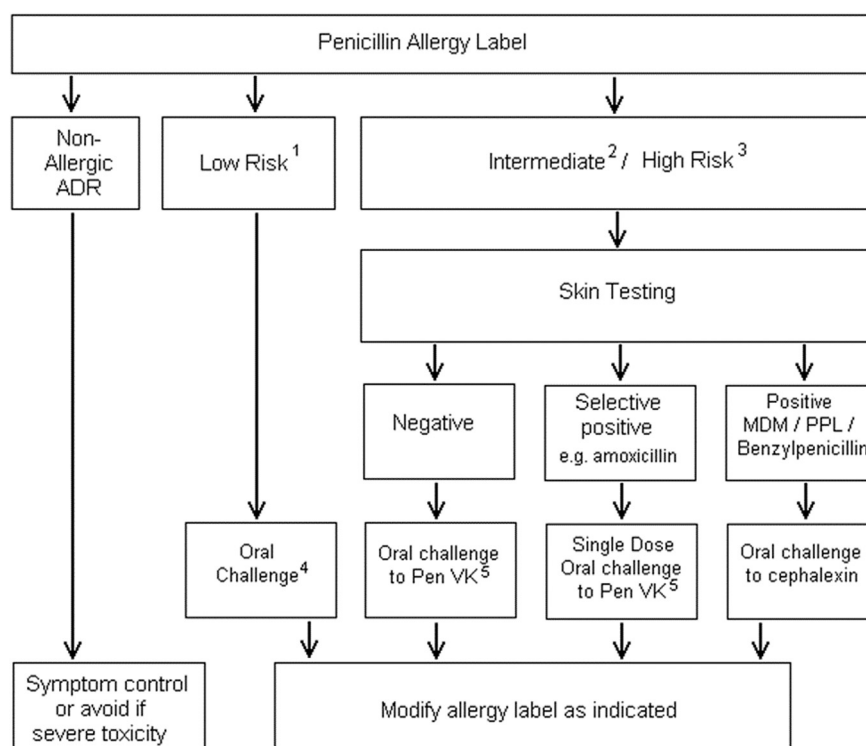 Penicillin Allergy Label
Non-
Allergic
ADR
Low Risk 1
Intermediate 2 / High Risk 3
Skin Testing
Negative
Selective
positive
e.g. amoxicillin
Positive
MDM / PPL /
Benzylpenicillin
Oral
Challenge 4
Oral challenge
to Pen VK 5
Single Dose
Oral challenge
to Pen VK 5
Oral challenge
to cephalexin
Symptom control
or avoid if
severe toxicity
Modify allergy label as indicated